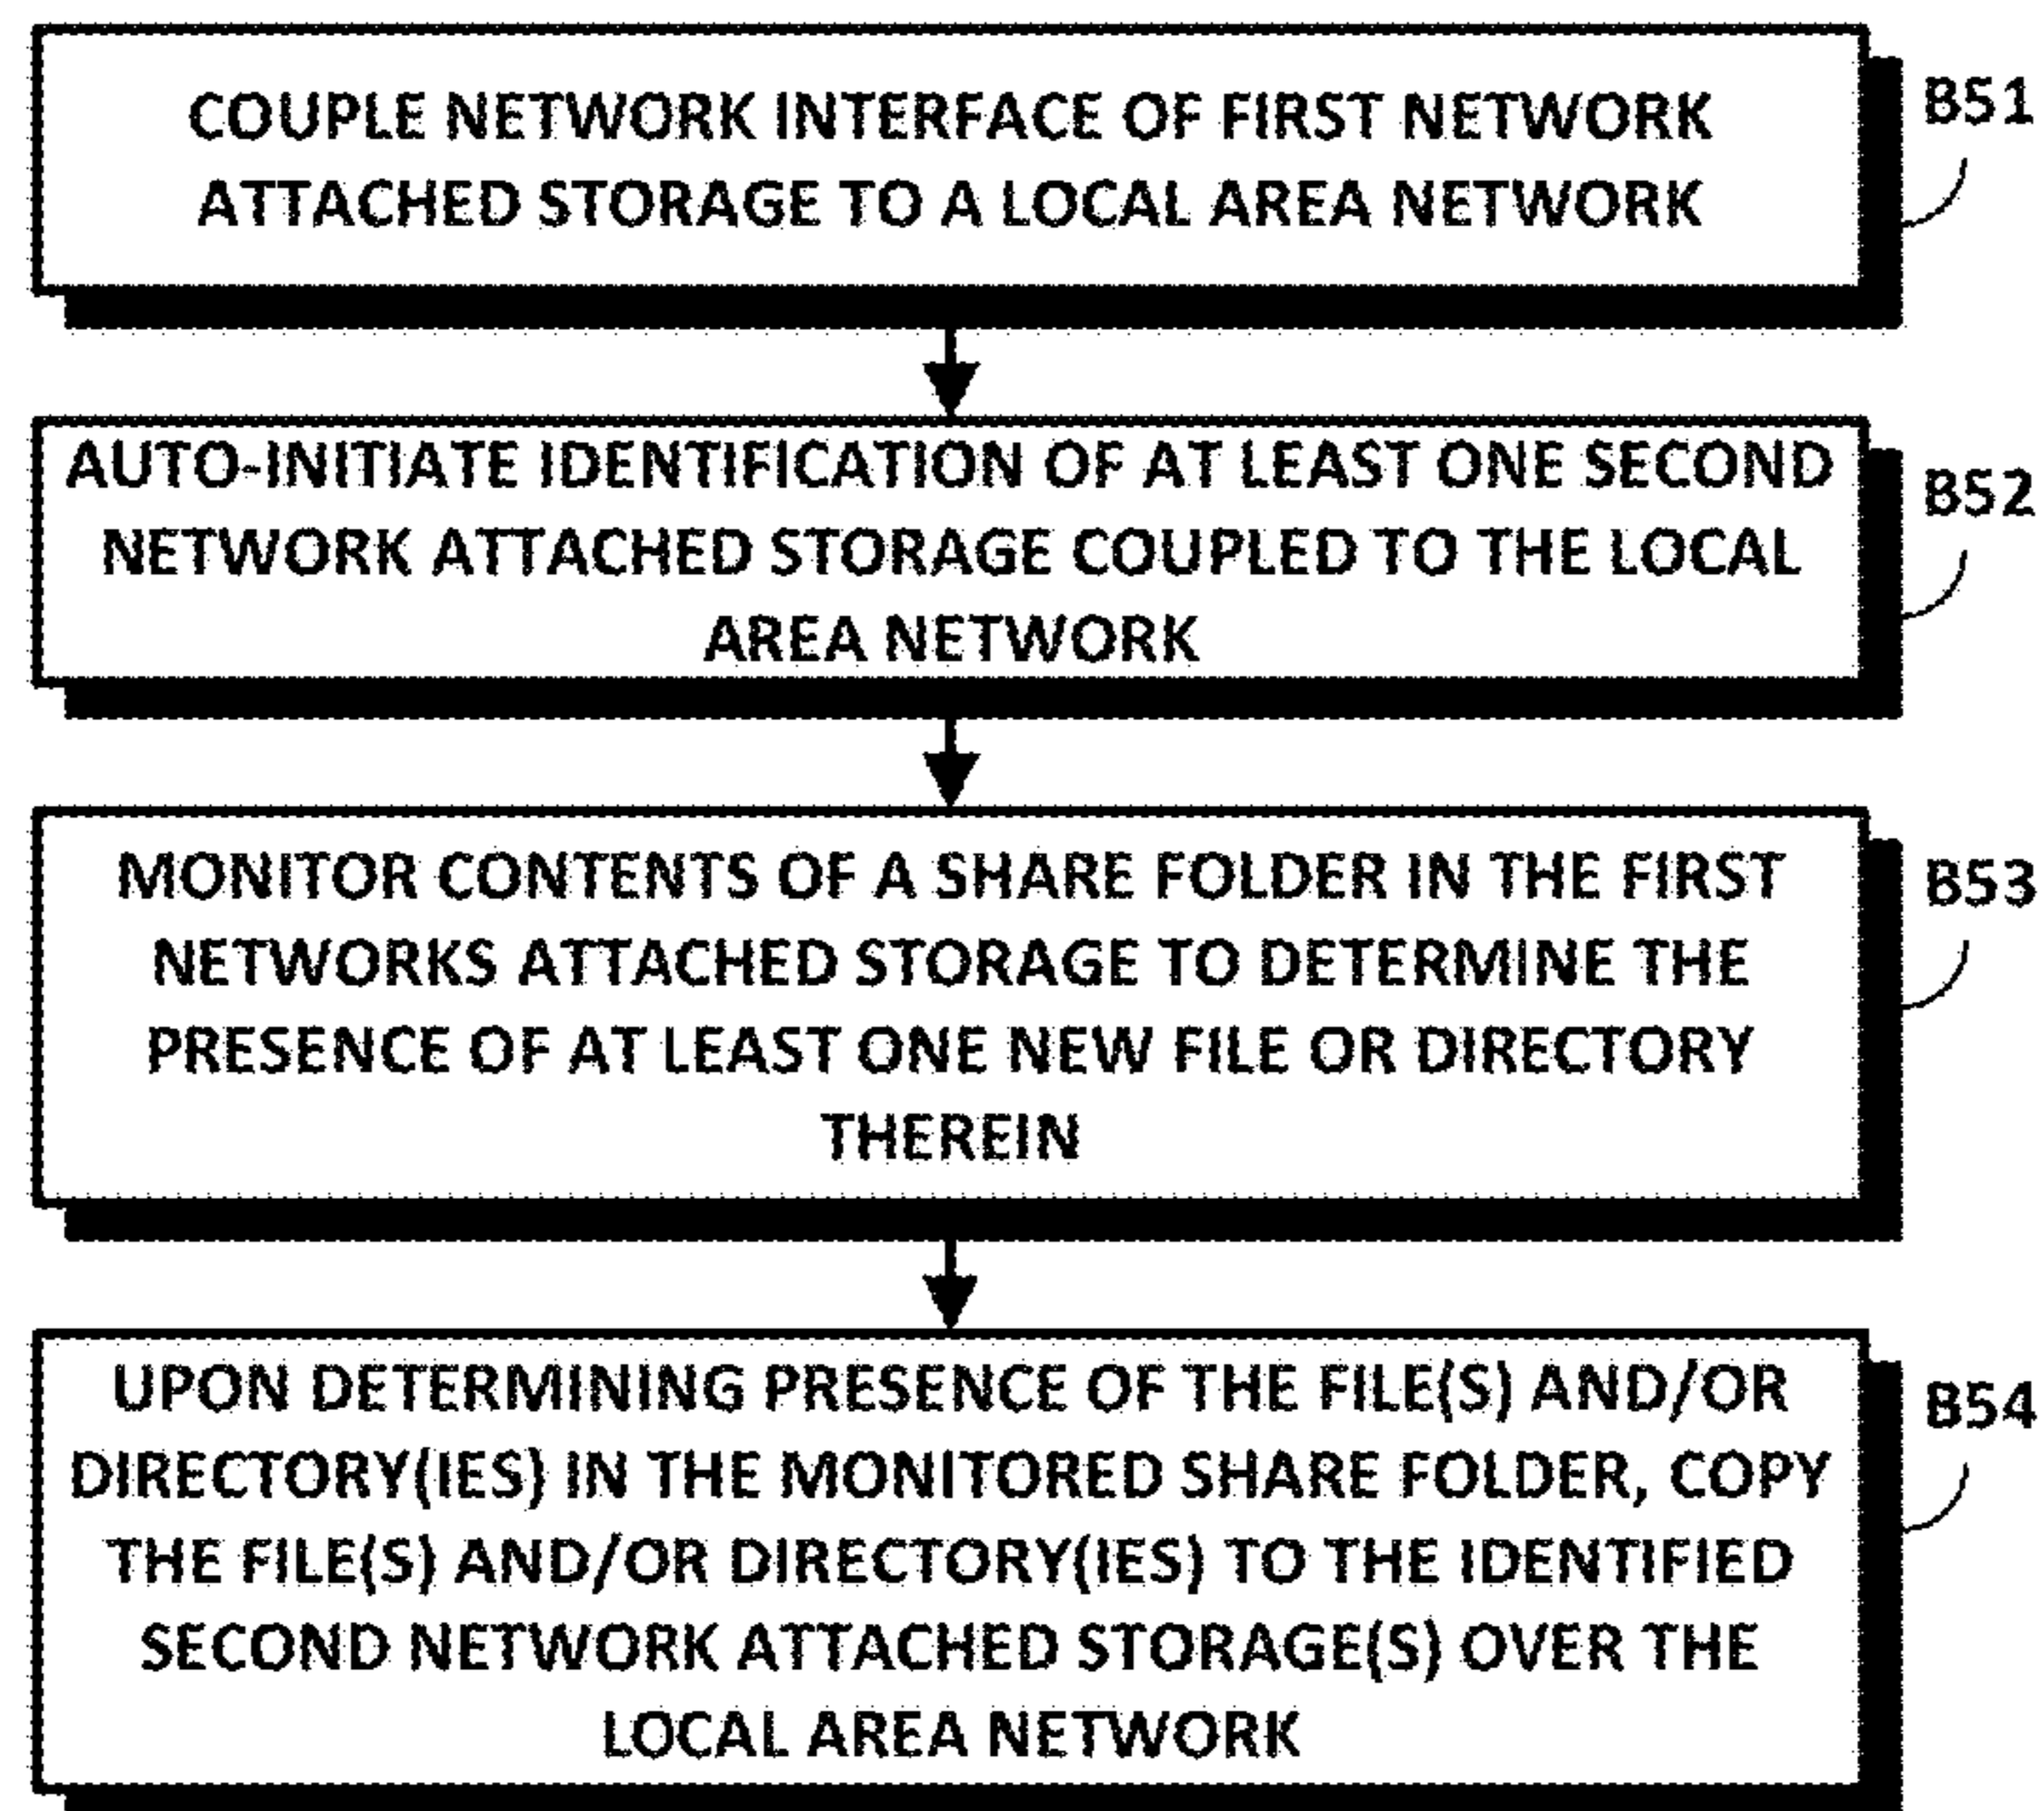 COUPLE NETWORK INTERFACE OF FIRST NETWORK
ATTACHED STORAGE TO A LOCAL AREA NETWORK
B51
AUTO-INITIATE IDENTIFICATION OF AT LEAST ONE SECOND
NETWORK ATTACHED STORAGE COUPLED TO THE LOCAL
AREA NETWORK
B52
MONITOR CONTENTS OF A SHARE FOLDER IN THE FIRST
NETWORKS ATTACHED STORAGE TO DETERMINE THE
PRESENCE OF AT LEAST ONE NEW FILE OR DIRECTORY
THEREIN
B53
UPON DETERMINING PRESENCE OF THE FILE(S) AND/OR
DIRECTORY(IES) IN THE MONITORED SHARE FOLDER, COPY
THE FILE(S) AND/OR DIRECTORY(IES) TO THE IDENTIFIED
SECOND NETWORK ATTACHED STORAGE(S) OVER THE
LOCAL AREA NETWORK
B54